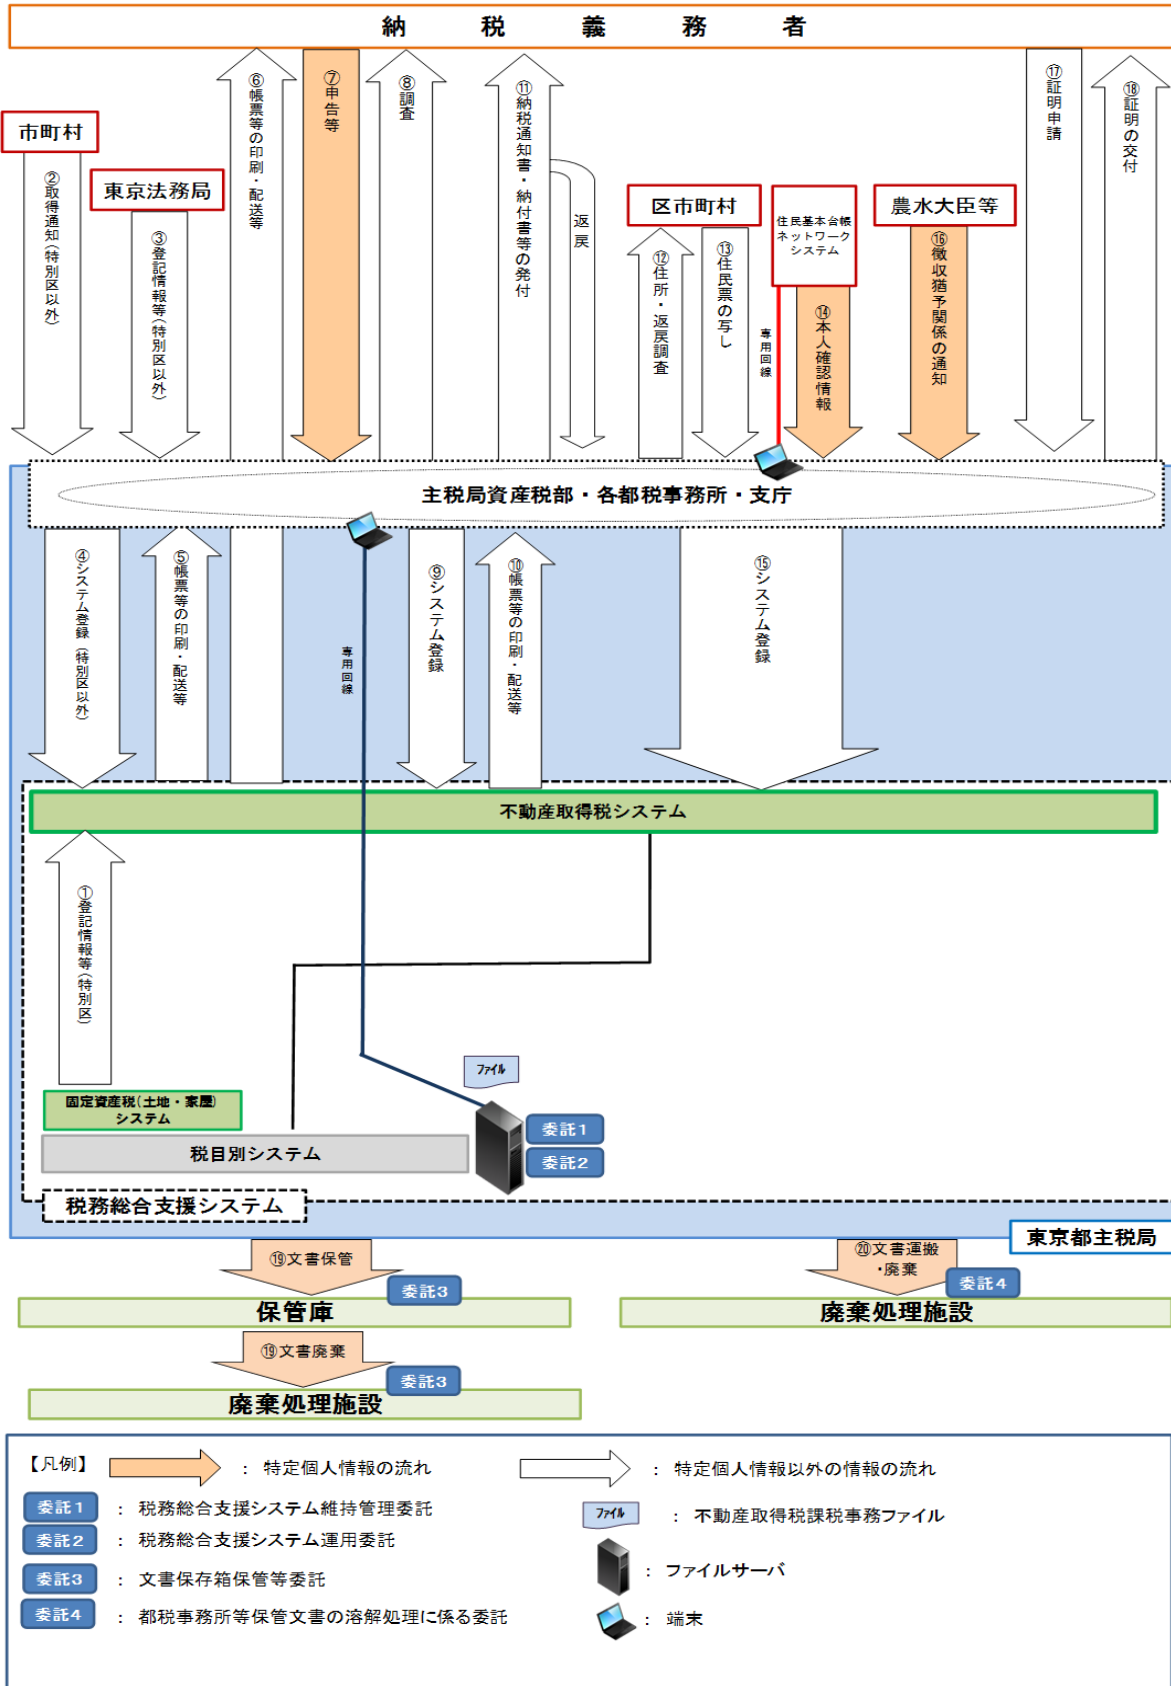 納税義務者
市町村
②取得通知(特別区以外)
東京法務局
③登記情報等(特別区以外)
⑥帳票等の印刷・配送等
⑦申告等
⑧調査
⑪納税通知書・納付書等の発付
返戻
区市町村
⑫住所・返戻調査
⑬住民票の写し
住民基本台帳
ネットワーク
システム
専用回線
⑭本人確認情報
農水大臣等
⑯徴収猶予関係の通知
⑰証明申請
⑱証明の交付
主税局資産税部・各都税事務所・支庁
④システム登録(特別区以外)
⑤帳票等の印刷・配送等
専用回線
⑨システム登録
⑩帳票等の印刷・配送等
⑮システム登録
不動産取得税システム
①登記情報等(特別区)
ファイル
固定資産税(土地・家屋)
システム
委託1
税目別システム
委託2
税務総合支援システム
東京都主税局
⑲文書保管
委託3
保管庫
⑳文書運搬
・廃棄
委託4
廃棄処理施設
⑲文書廃棄
委託3
廃棄処理施設
【凡例】
：特定個人情報の流れ
：特定個人情報以外の情報の流れ
委託1：税務総合支援システム維持管理委託
ファイル：不動産取得税課税事務ファイル
委託2：税務総合支援システム運用委託
委託3：文書保存箱保管等委託
：ファイルサーバ
委託4：都税事務所等保管文書の溶解処理に係る委託
：端末